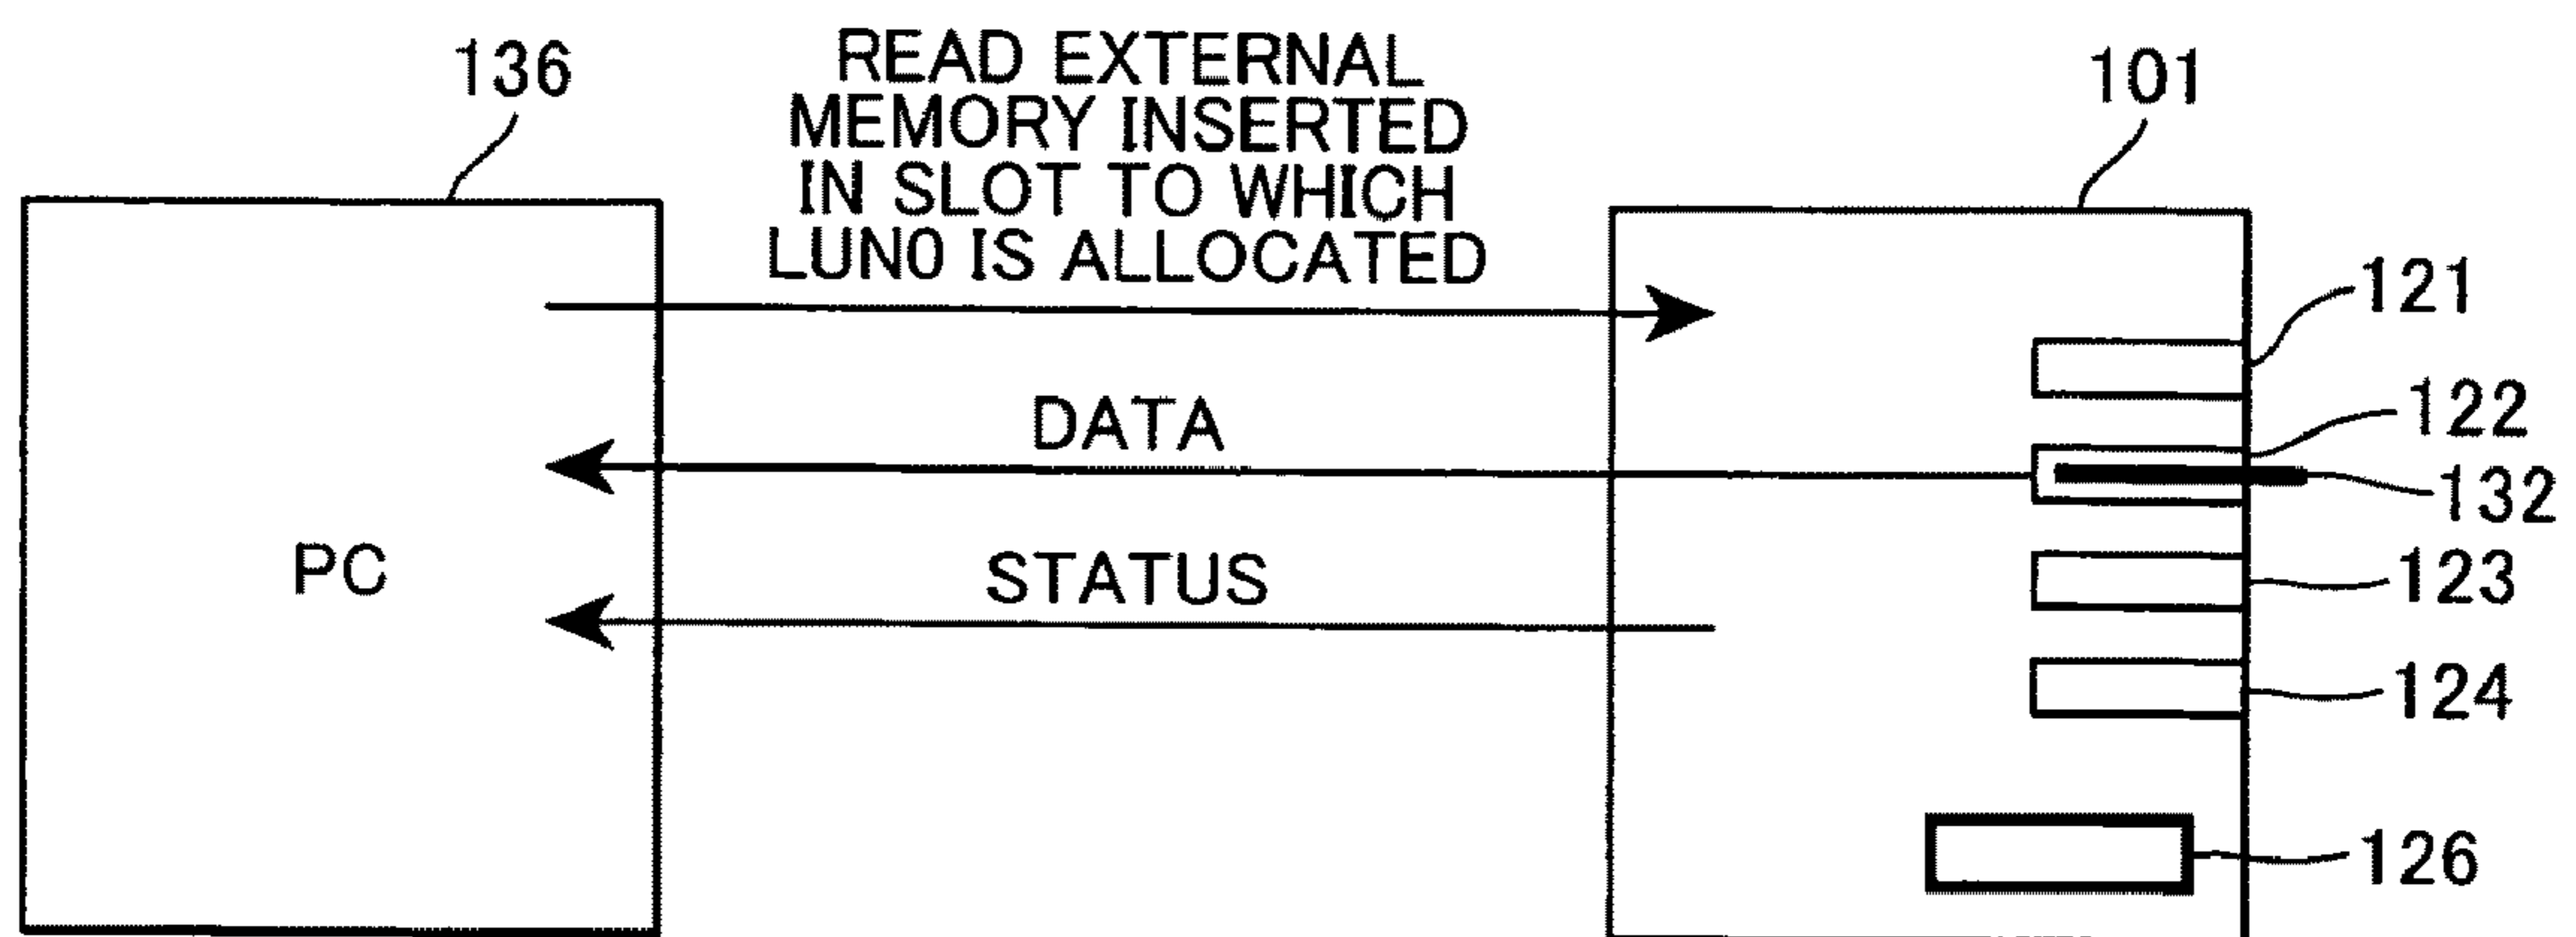 136
READ EXTERNAL
MEMORY INSERTED
IN SLOT TO WHICH
LUN0 IS ALLOCATED
101
121
DATA
122
132
PC
STATUS
123
124
126